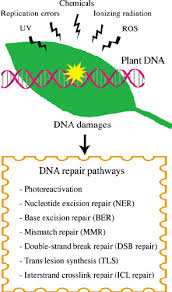 Chemicals
Replication errors
Ionizing radiation
UV
ROS
Plant DNA
DNA damages
DNA repair pathways
- Photoreactivation
- Nucleotide excision repair (NER)
- Base excision repair (BER)
- Mismatch repair (MMR)
- Double-strand break repair (DSB repair)
- Trans lesion synthesis (TLS)
- Interstrand crosslink repair (ICL repair)